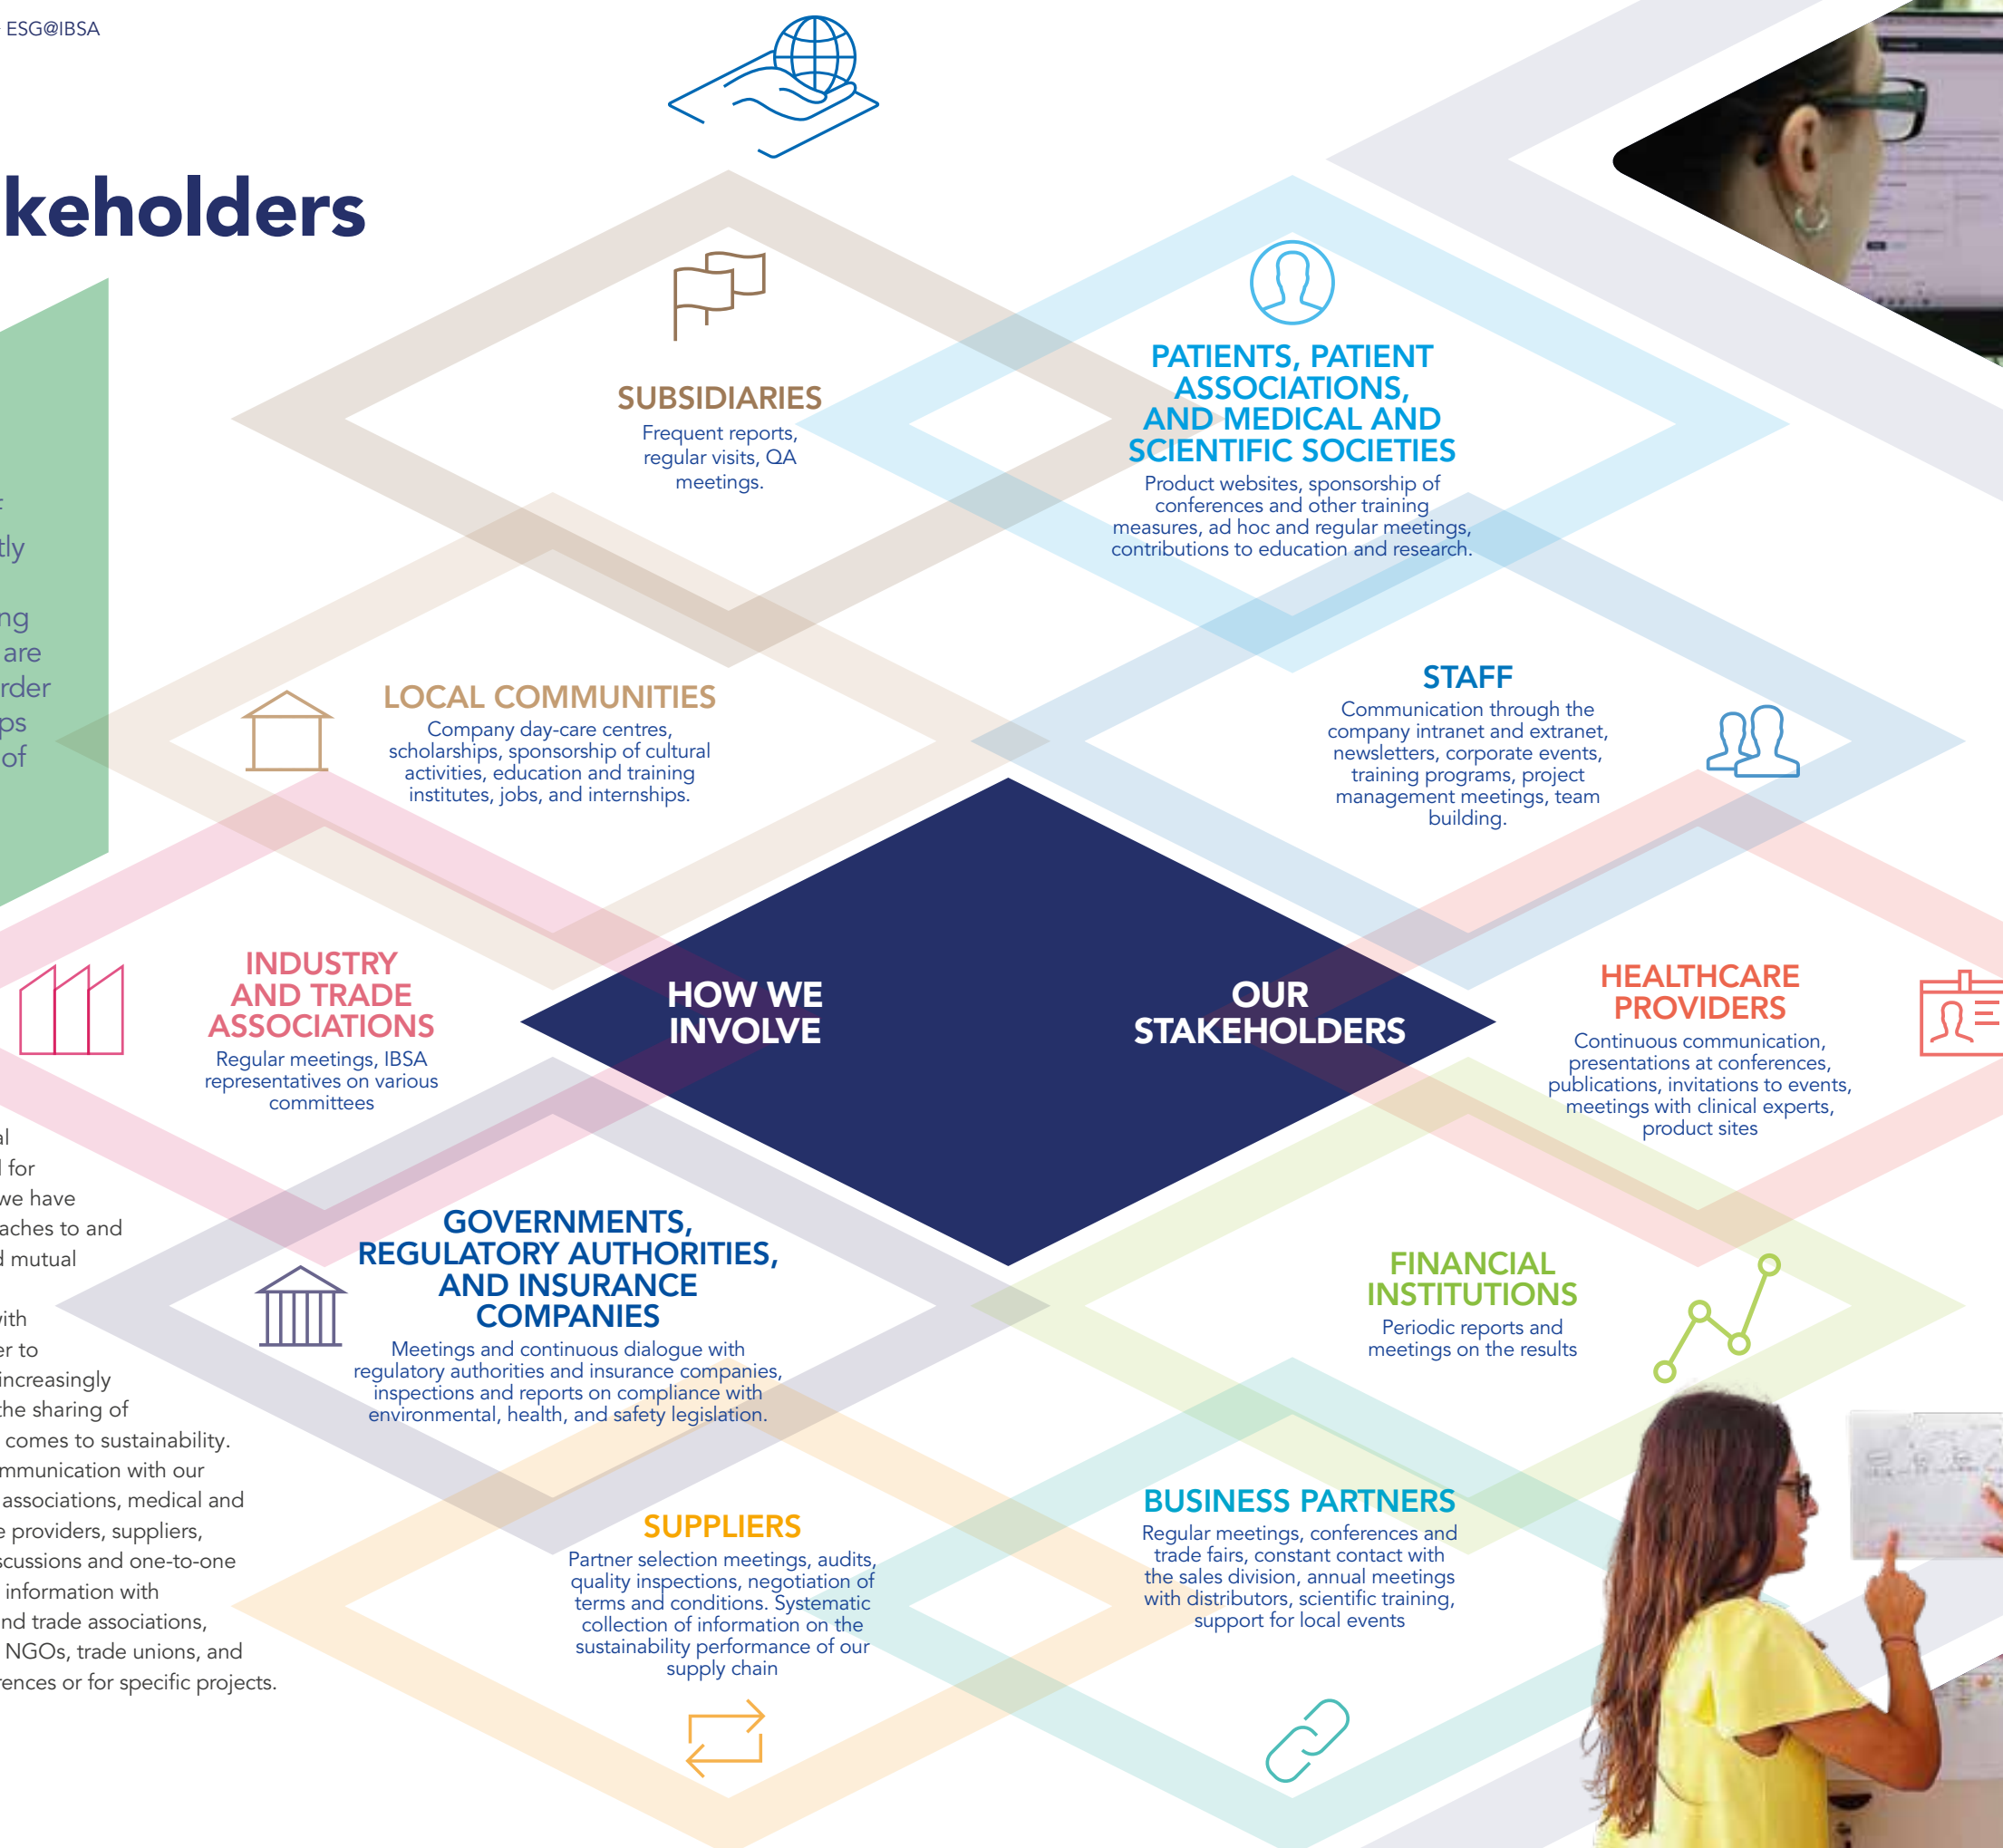 ESG@IBSA
keholders
tly
ng
are
rder
ps
of
SUBSIDIARIES
Frequent reports,
regular visits, QA
meetings.
PATIENTS, PATIENT
ASSOCIATIONS,
AND MEDICAL AND
SCIENTIFIC SOCIETIES
Product websites, sponsorship of
conferences and other training
measures, ad hoc and regular meetings,
contributions to education and research.
LOCAL COMMUNITIES
Company day-care centres,
scholarships, sponsorship of cultural
activities, education and training
institutes, jobs, and internships.
STAFF
Communication through the
company intranet and extranet,
newsletters, corporate events,
training programs, project
management meetings, team
building.
INDUSTRY
AND TRADE
ASSOCIATIONS
Regular meetings, IBSA
representatives on various
committees
HOW WE
INVOLVE
OUR
STAKEHOLDERS
HEALTHCARE
PROVIDERS
Continuous communication,
presentations at conferences,
publications, invitations to events,
meetings with clinical experts,
product sites
GOVERNMENTS,
REGULATORY AUTHORITIES,
AND INSURANCE
COMPANIES
Meetings and continuous dialogue with
regulatory authorities and insurance companies,
inspections and reports on compliance with
environmental, health, and safety legislation.
FINANCIAL
INSTITUTIONS
Periodic reports and
meetings on the results
SUPPLIERS
Partner selection meetings, audits,
quality inspections, negotiation of
terms and conditions. Systematic
collection of information on the
sustainability performance of our
supply chain
BUSINESS PARTNERS
Regular meetings, conferences and
trade fairs, constant contact with
the sales division, annual meetings
with distributors, scientific training,
support for local events
al
for
we have
aches to and
d mutual
with
er to
increasingly
the sharing of
comes to sustainability.
mmunication with our
associations, medical and
e providers, suppliers,
scussions and one-to-one
information with
nd trade associations,
NGOs, trade unions, and
rences or for specific projects.